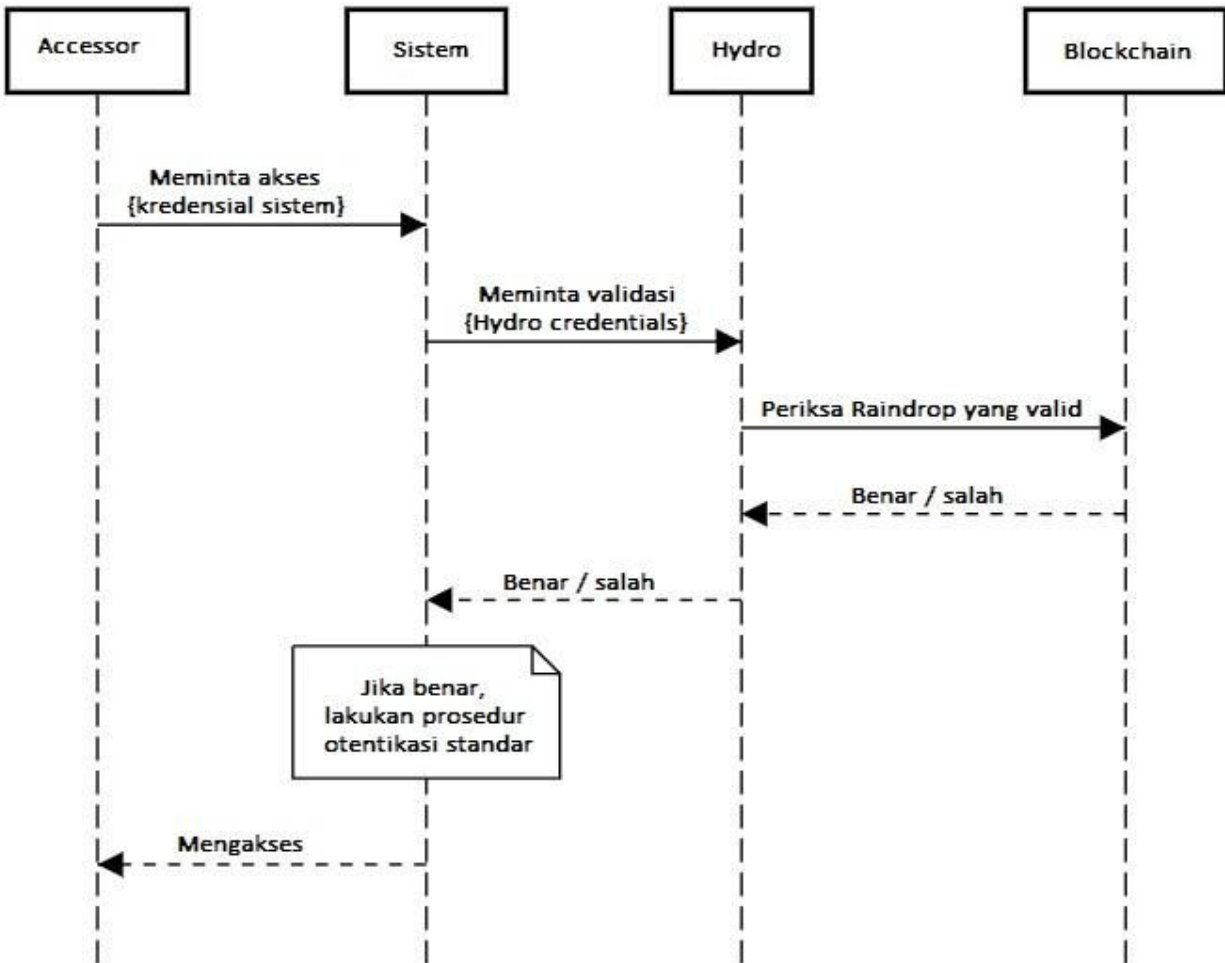 Accessor
Sistem
Hydro
Blockchain
Meminta akses
{kredensial sistem}
Meminta validasi
{Hydro credentials}
Periksa Raindrop yang valid
Benar / salah
Benar / salah
Jika benar,
lakukan prosedur
otentikasi standar
Mengakses